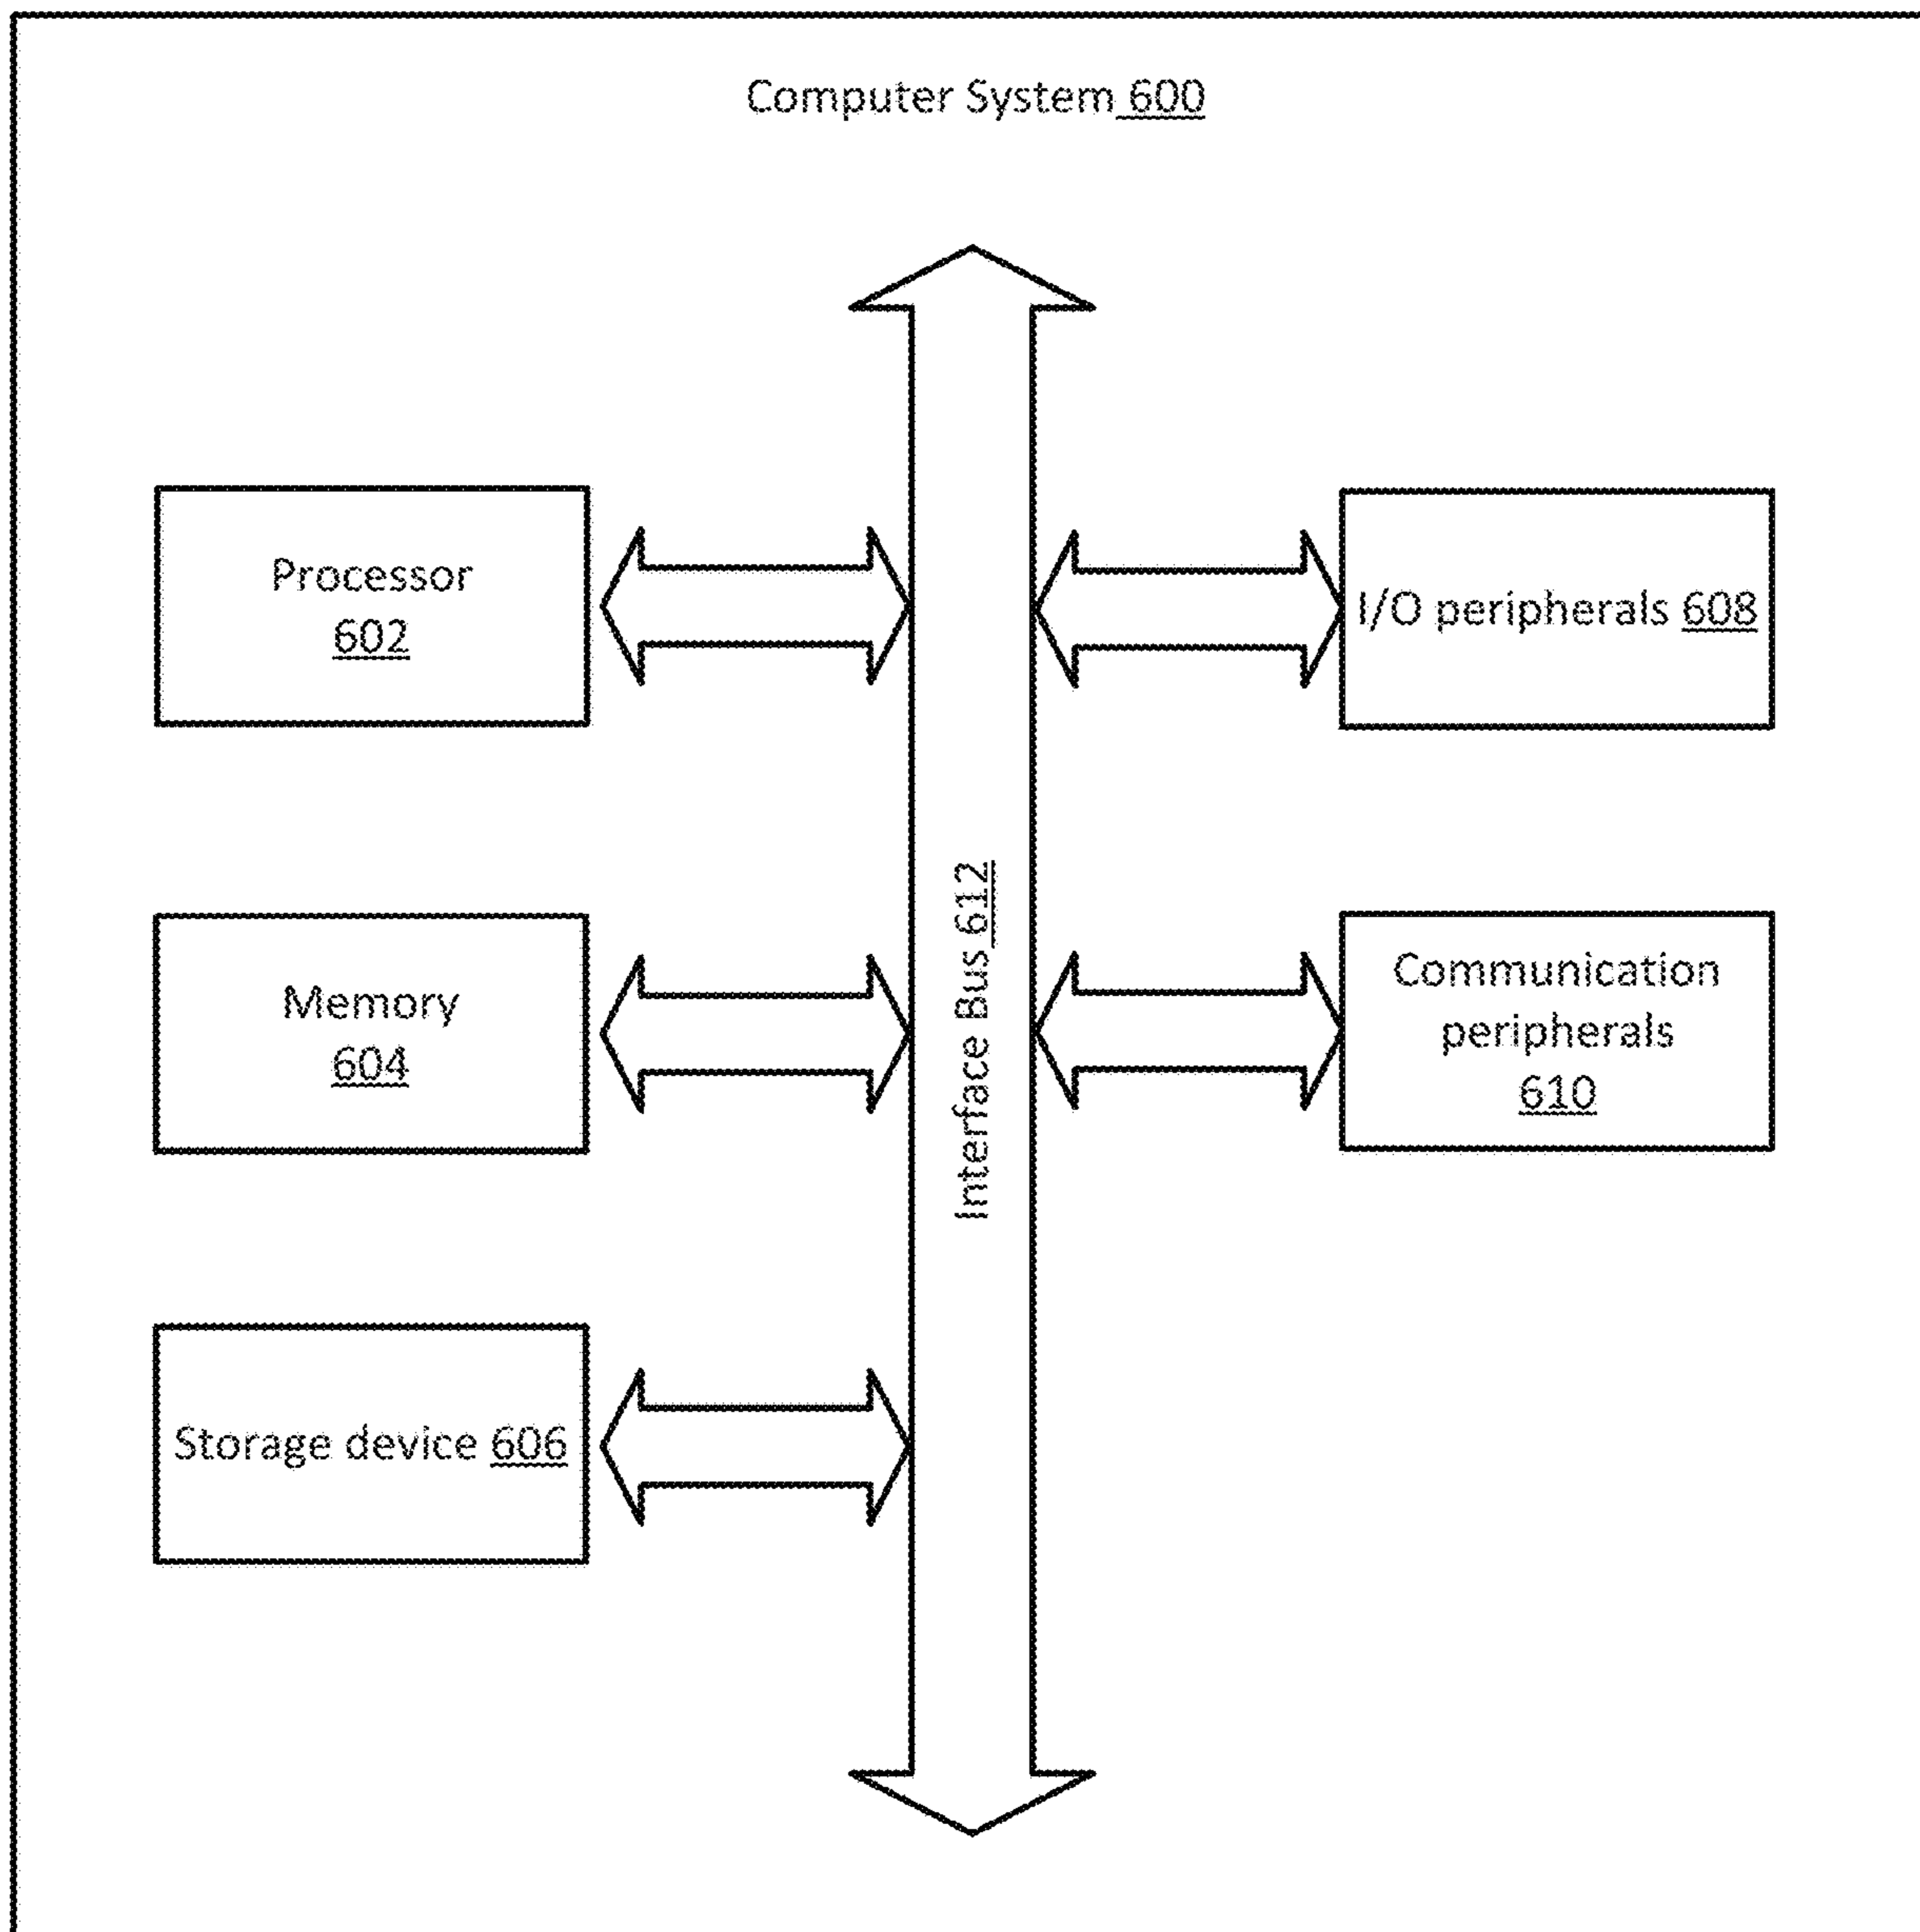 Computer System 600
Processor
602
I/O peripherals 608
Interface Bus 612
Memory
604
Communication
peripherals
610
Storage device 606